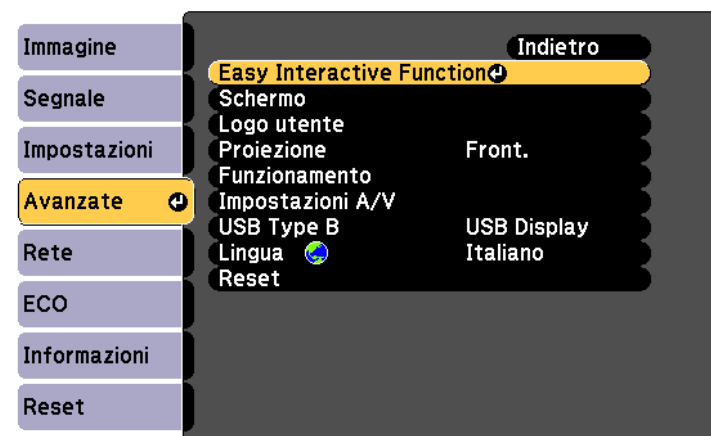 Immagine
Segnale
Impostazioni
Avanzate
Rete
ECO
Informazioni
Reset
Indietro
Easy Interactive Function
Schermo
Logo utente
Proiezione Front.
Funzionamento
Impostazioni A/V
USB Type B USB Display
Lingua Italiano
Reset